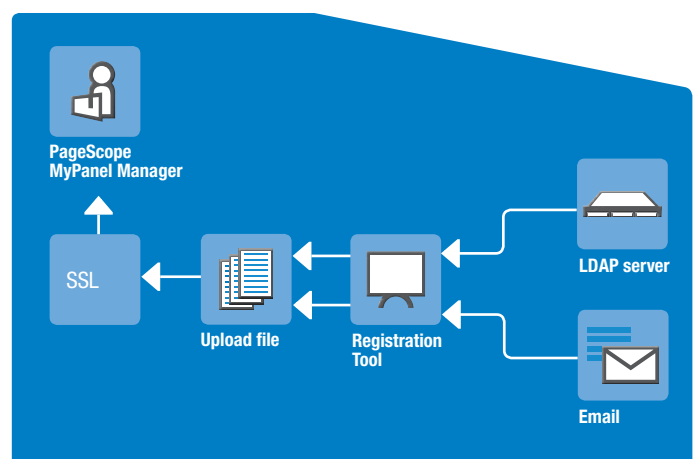 PageScope
MyPanel Manager
SSL
Upload file
Registration
Tool
LDAP server
Email